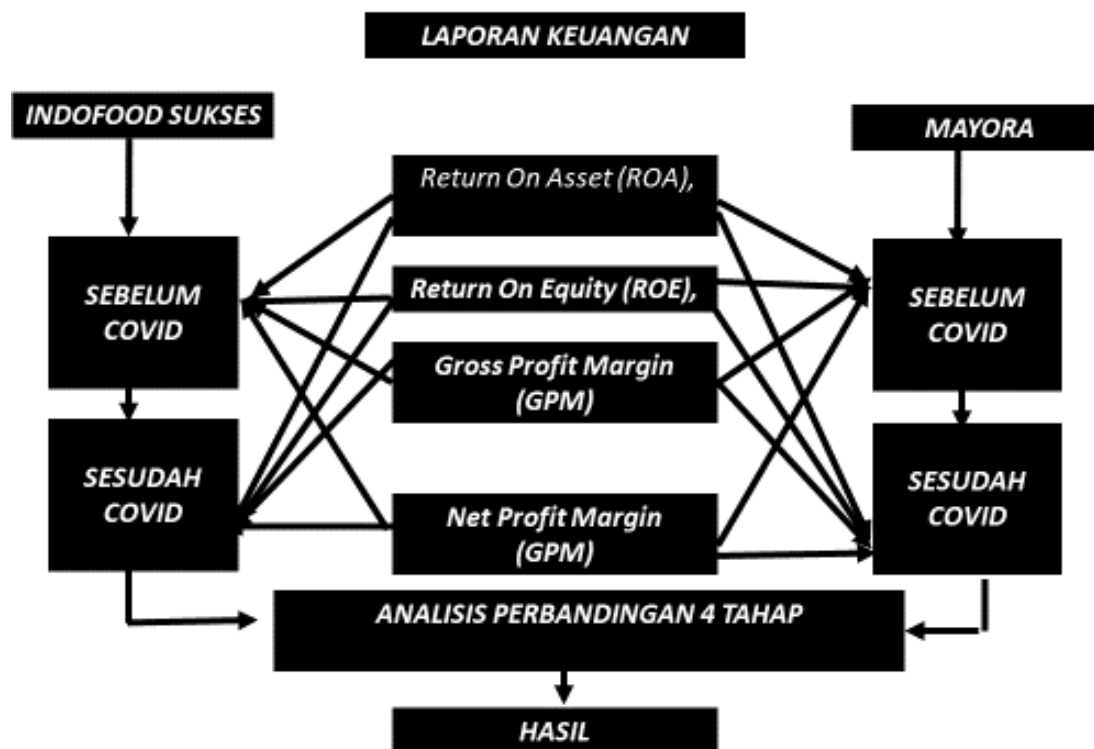 LAPORAN KEUANGAN
INDOFOOD SUKSES
MAYORA
Return On Asset (ROA),
SEBELUM
COVID
Return On Equity (ROE),
SEBELUM
COVID
Gross Profit Margin
(GPM)
SESUDAH
COVID
Net Profit Margin
(GPM)
SESUDAH
COVID
ANALISIS PERBANDINGAN 4 TAHAP
HASIL